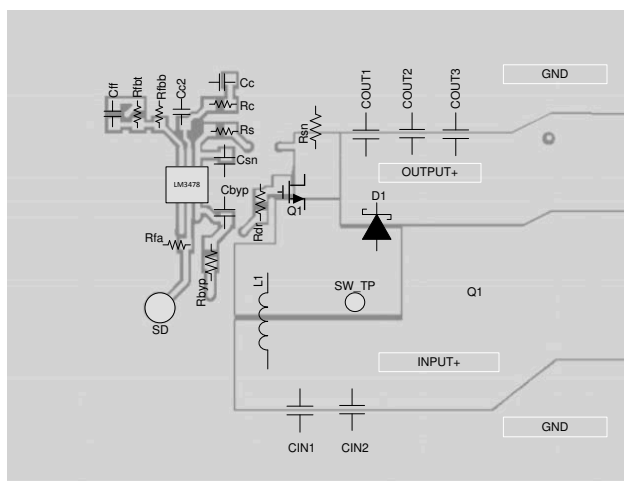 GND
COUT1
COUT2
COUT3
Cff
Rfbt
Rfbb
Cc2
Cc
Rc
Rs
Rsn
Csn
LM3478
Cbyp
OUTPUT+
D1
Q1
Rdr
Rfa
Rbyp
L1
SW_TP
Q1
SD
INPUT+
CIN1
CIN2
GND